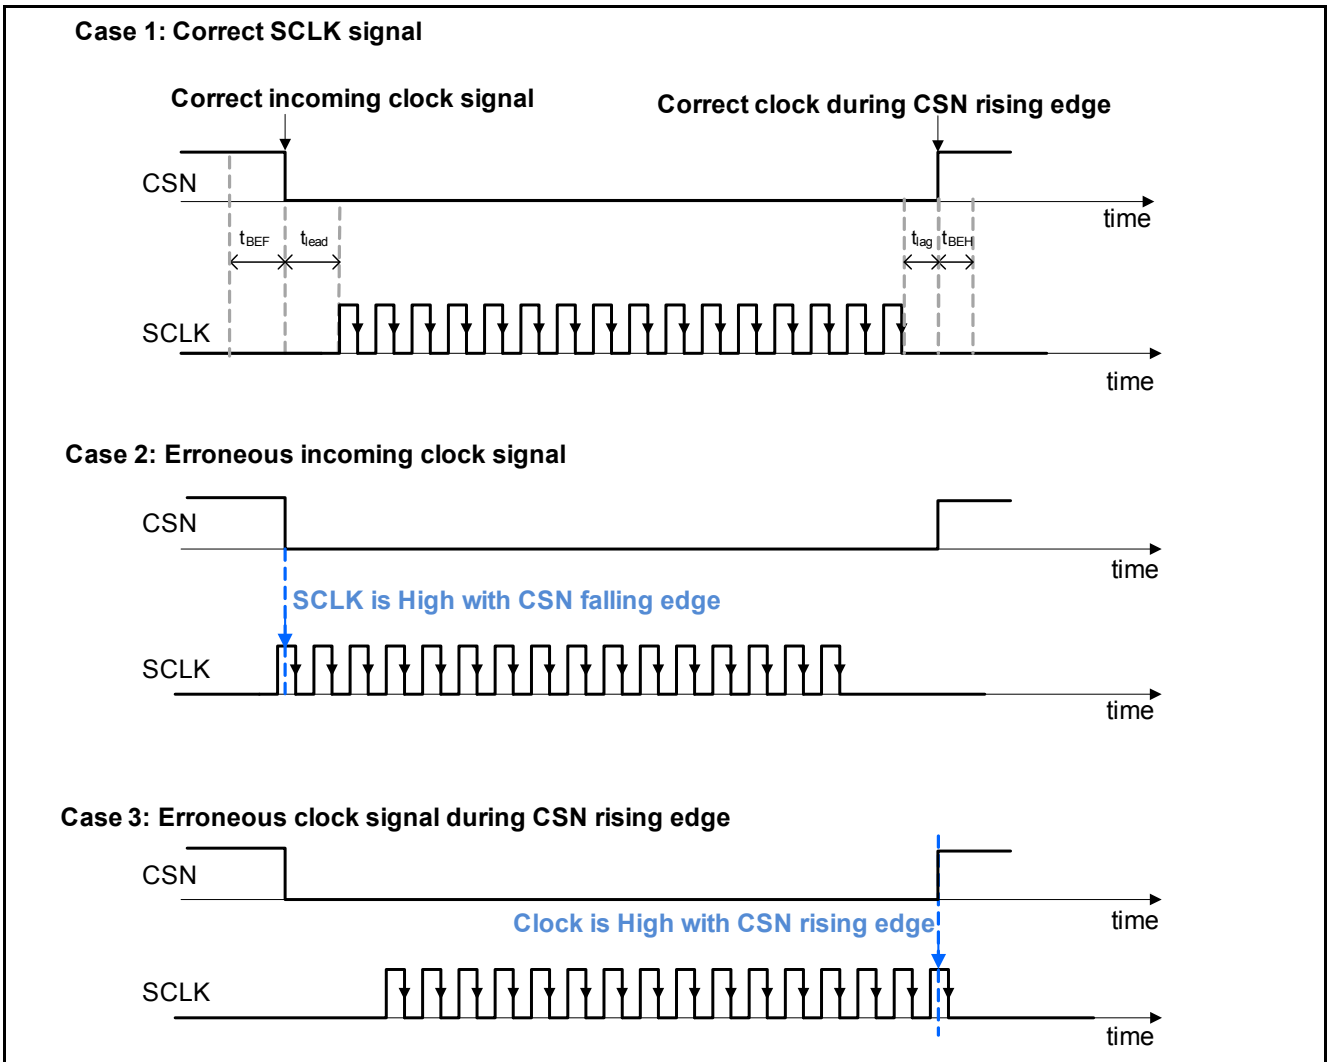 Case 1: Correct SCLK signal
Correct incoming clock signal
Correct clock during CSN rising edge
CSN
time
tBEF
tlead
tlag
tBEH
SCLK
time
Case 2: Erroneous incoming clock signal
CSN
time
SCLK is High with CSN falling edge
SCLK
time
Case 3: Erroneous clock signal during CSN rising edge
CSN
time
Clock is High with CSN rising edge
SCLK
time